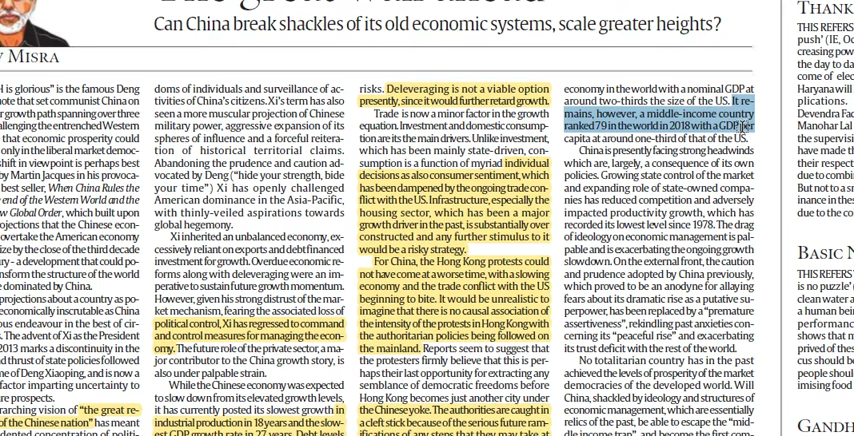 Can China break shackles of its old economic systems, scale greater heights?
MISRA
is glorious" is the famous Deng
note that set communist China on
growth path spanning over three
challenging the entrenched Western
that economic prosperity could
in the liberal market democ-
shift in viewpoint is perhaps best
by Martin Jacques in his provoca-
best seller, When China Rules the
end of the Western World and the
Global Order, which built upon
projections that the Chinese econ-
overtake the American economy
size by the close of the third decade
- a development that could po-
transform the structure of the world
dominated by China.
projections about a country as po-
economically inscrutable as China
endeavour in the best of cir-
The advent of Xi as the President
2013 marks a discontinuity in the
and thrust of state policies followed
time of Deng Xiaoping, and is now a
factor imparting uncertainty to
prospects.
overarching vision of "the great re-
of the Chinese nation" has meant
concentration of politi-
doms of individuals and surveillance of ac-
tivities of China's citizens. Xi's term has also
seen a more muscular projection of Chinese
military power, aggressive expansion of its
spheres of influence and a forceful reitera-
tion of historical territorial claims.
Abandoning the prudence and caution ad-
vocated by Deng ("hide your strength, bide
your time") Xi has openly challenged
American dominance in the Asia-Pacific,
with thinly-veiled aspirations towards
global hegemony.
Xi inherited an unbalanced economy, ex-
cessively reliant on exports and debt financed
investment for growth. Overdue economic re-
forms along with deleveraging were an im-
perative to sustain future growth momentum.
However, given his strong distrust of the mar-
ket mechanism, fearing the associated loss of
political control, Xi has regressed to command
and control measures for managing the econ-
omy. The future role of the private sector, a ma-
jor contributor to the China growth story, is
also under palpable strain.
While the Chinese economy was expected
to slow down from its elevated growth levels,
it has currently posted its slowest growth in
industrial production in 18 years and the slow-
est GDP growth rate in 27 years. Debt levels
risks. Deleveraging is not a viable option
presently, since it would further retard growth.
Trade is now a minor factor in the growth
equation. Investment and domestic consump-
tion are its the main drivers. Unlike investment,
which has been mainly state-driven, con-
sumption is a function of myriad individual
decisions as also consumer sentiment, which
has been dampened by the ongoing trade con-
flict with the US. Infrastructure, especially the
housing sector, which has been a major
growth driver in the past, is substantially over
constructed and any further stimulus to it
would be a risky strategy.
For China, the Hong Kong protests could
not have come at a worse time, with a slowing
economy and the trade conflict with the US
beginning to bite. It would be unrealistic to
imagine that there is no causal association of
the intensity of the protests in Hong Kong with
the authoritarian policies being followed on
the mainland. Reports seem to suggest that
the protesters firmly believe that this is per-
haps their last opportunity for extracting any
semblance of democratic freedoms before
Hong Kong becomes just another city under
the Chinese yoke. The authorities are caught in
a cleft stick because of the serious future ram-
ifications of any steps that they may take at
economy in the world with a nominal GDP at
around two-thirds the size of the US. It re-
mains, however, a middle-income country
ranked 79 in the world in 2018 with a GDP per
capita at around one-third of that of the US.
China is presently facing strong headwinds
which are, largely, a consequence of its own
policies. Growing state control of the market
and expanding role of state-owned compa-
nies has reduced competition and adversely
impacted productivity growth, which has
recorded its lowest level since 1978. The drag
of ideology on economic management is pal-
pable and is exacerbating the ongoing growth
slowdown. On the external front, the caution
and prudence adopted by China previously,
which proved to be an anodyne for allaying
fears about its dramatic rise as a putative su-
perpower, has been replaced by a "premature
assertiveness", rekindling past anxieties con-
cerning its "peaceful rise" and exacerbating
its trust deficit with the rest of the world.
No totalitarian country has in the past
achieved the levels of prosperity of the market
democracies of the developed world. Will
China, shackled by ideology and structures of
economic management, which are essentially
relics of the past, be able to escape the "mid-
dle income trap", and become the first com-
THANK
THIS REFERS
push' (IE, Oc
creasing pow
the day to da
come of elec
Haryana will
plications.
Devendra Fac
Manohar Lal
the supervisi
have made th
their respect
due to combi
But not to a sn
inance in thes
due to the co
BASIC N
THIS REFERS T
is no puzzle' (
clean water a
a human bein
performance
shows that m
prived of thes
cus should be
people shoul
imising food
GANDH